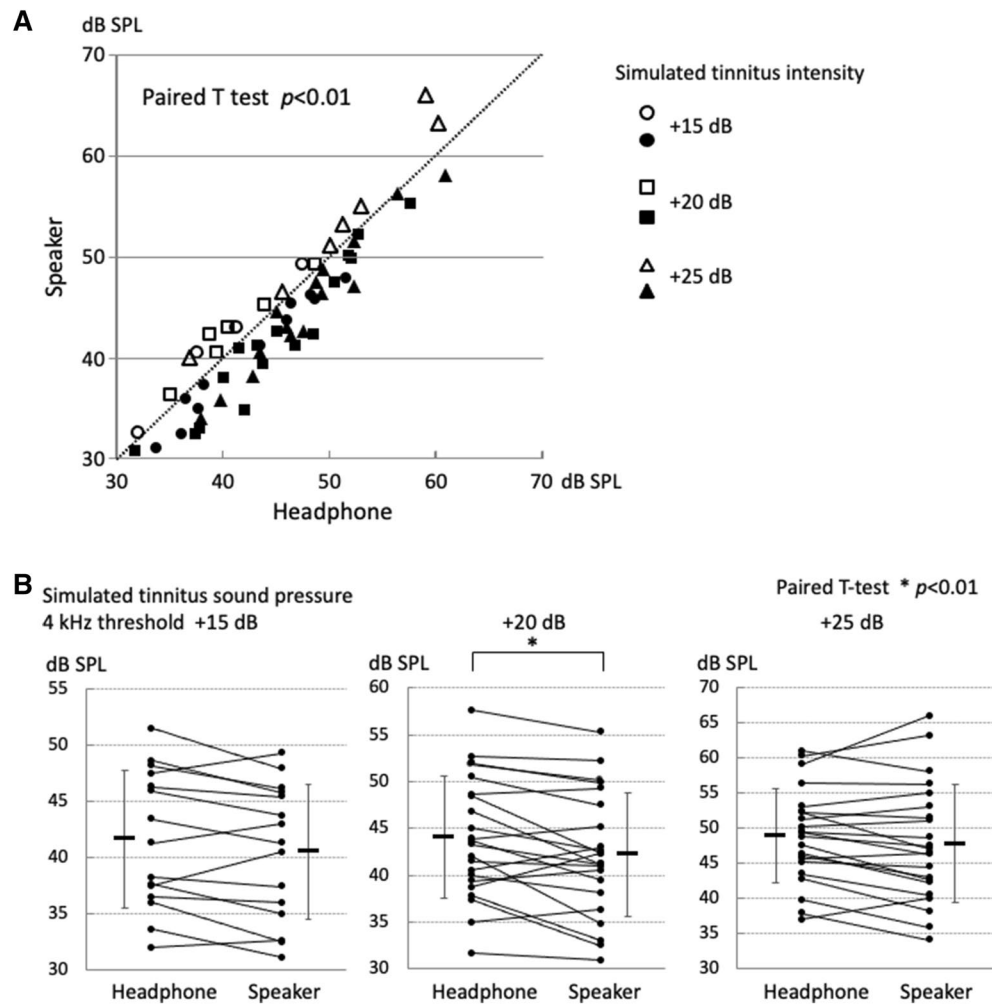 A
dB SPL
70
Paired T test p<0.01
60
50
40
30
Speaker
30 40 50 60 70 dB SPL
Headphone
Simulated tinnitus intensity
+15 dB
+20 dB
+25 dB
B
Simulated tinnitus sound pressure
4 kHz threshold +15 dB
+20 dB
Paired T-test * p<0.01
+25 dB
*
dB SPL
55
50
45
40
35
30
Headphone Speaker
dB SPL
60
55
50
45
40
35
30
Headphone Speaker
dB SPL
70
65
60
55
50
45
40
35
30
Headphone Speaker